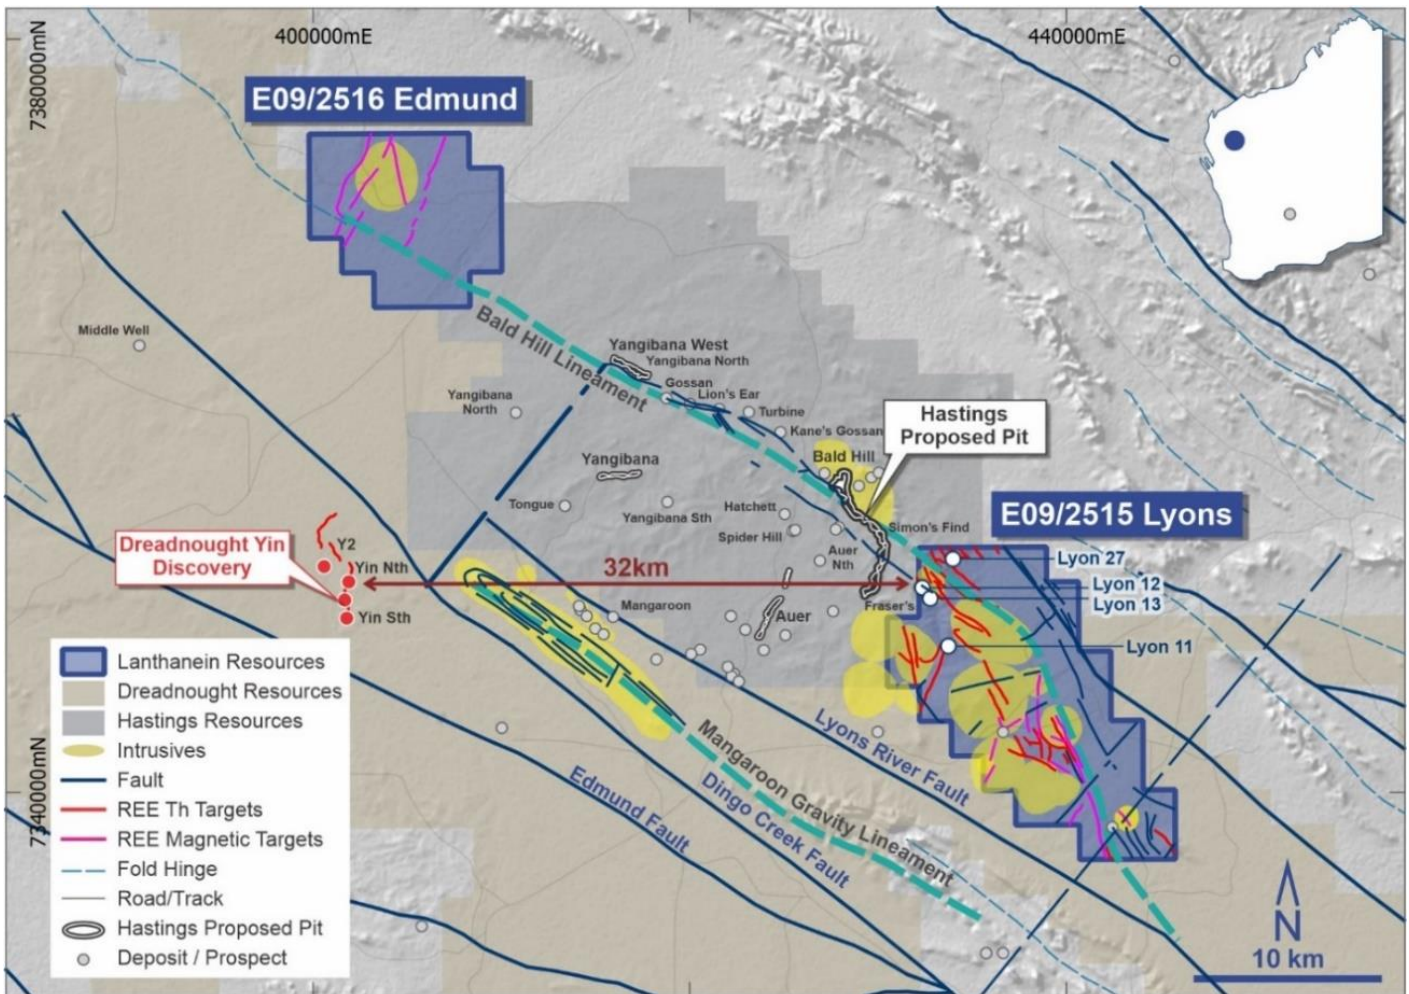 400000mE
440000mE
7380000mN
E09/2516 Edmund
Middle Well
Bald Hill Lineament
Yangibana West
Yangibana North
Gossan
Lion's Ear
Yangibana
North
Turbine
Kane's Gossan
Hastings
Proposed Pit
Bald Hill
Yangibana
Tongue
Yangibana Sth
Hatchett
Spider Hill
Simon's Find
Auer
Nth
E09/2515 Lyons
Dreadnought Yin
Discovery
Y2
Yin Nth
Yin Sth
32km
Lyon 27
Lyon 12
Lyon 13
Lyon 11
Mangaroon
Auer
Fraser's
Lyons River Fault
Mangaroon Gravity Lineament
Dingo Creek Fault
Edmund Fault
7340000mN
Lanthanein Resources
Dreadnought Resources
Hastings Resources
Intrusives
Fault
REE Th Targets
REE Magnetic Targets
Fold Hinge
Road/Track
Hastings Proposed Pit
Deposit / Prospect
N
10 km